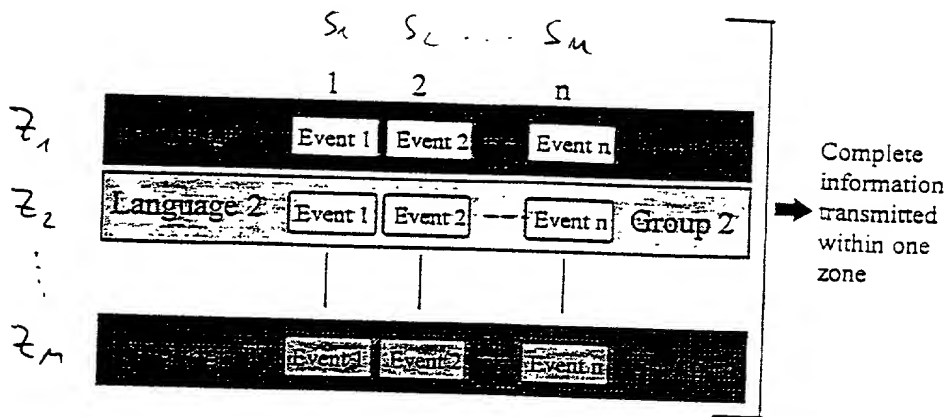 S₁ S₂ .... Sₙ
1 2 n
Z₁ Event 1 Event 2 Event n
Z₂ Language 2 Event 1 Event 2 Event n Group 2
Event 1 Event 2 Event n
Complete
information
transmitted
within one
zone